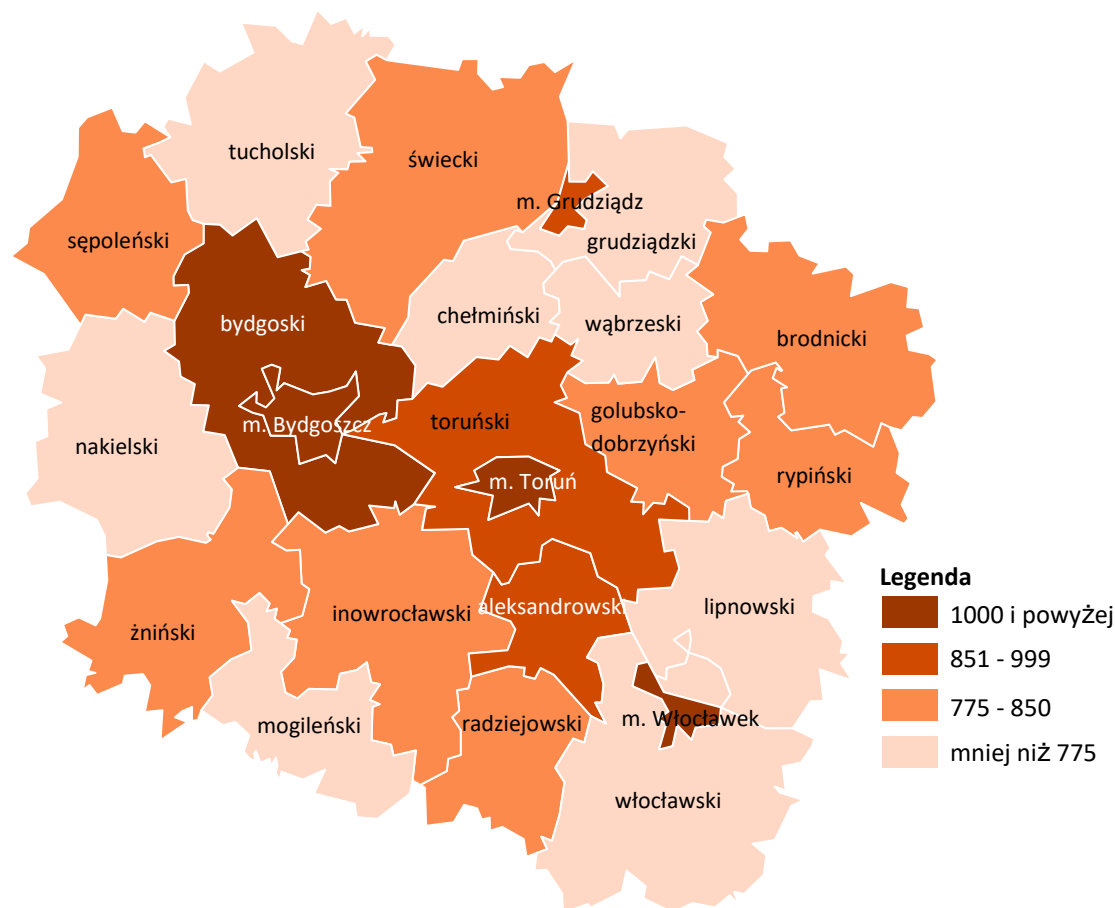 tucholski
świecki
m. Grudziądz
sępoleński
grudziądzki
bydgoski
chełmiński
wąbrzeski
brodnicki
toruński
golubsko-
dobrzyński
m. Bydgoszcz
nakielski
m. Toruń
rypiński
Legenda
1000 i powyżej
851 - 999
775 - 850
mniej niż 775
aleksandrowski
lipnowski
inowrocławski
żniński
mogileński
radziejowski
m. Włocławek
włocławski